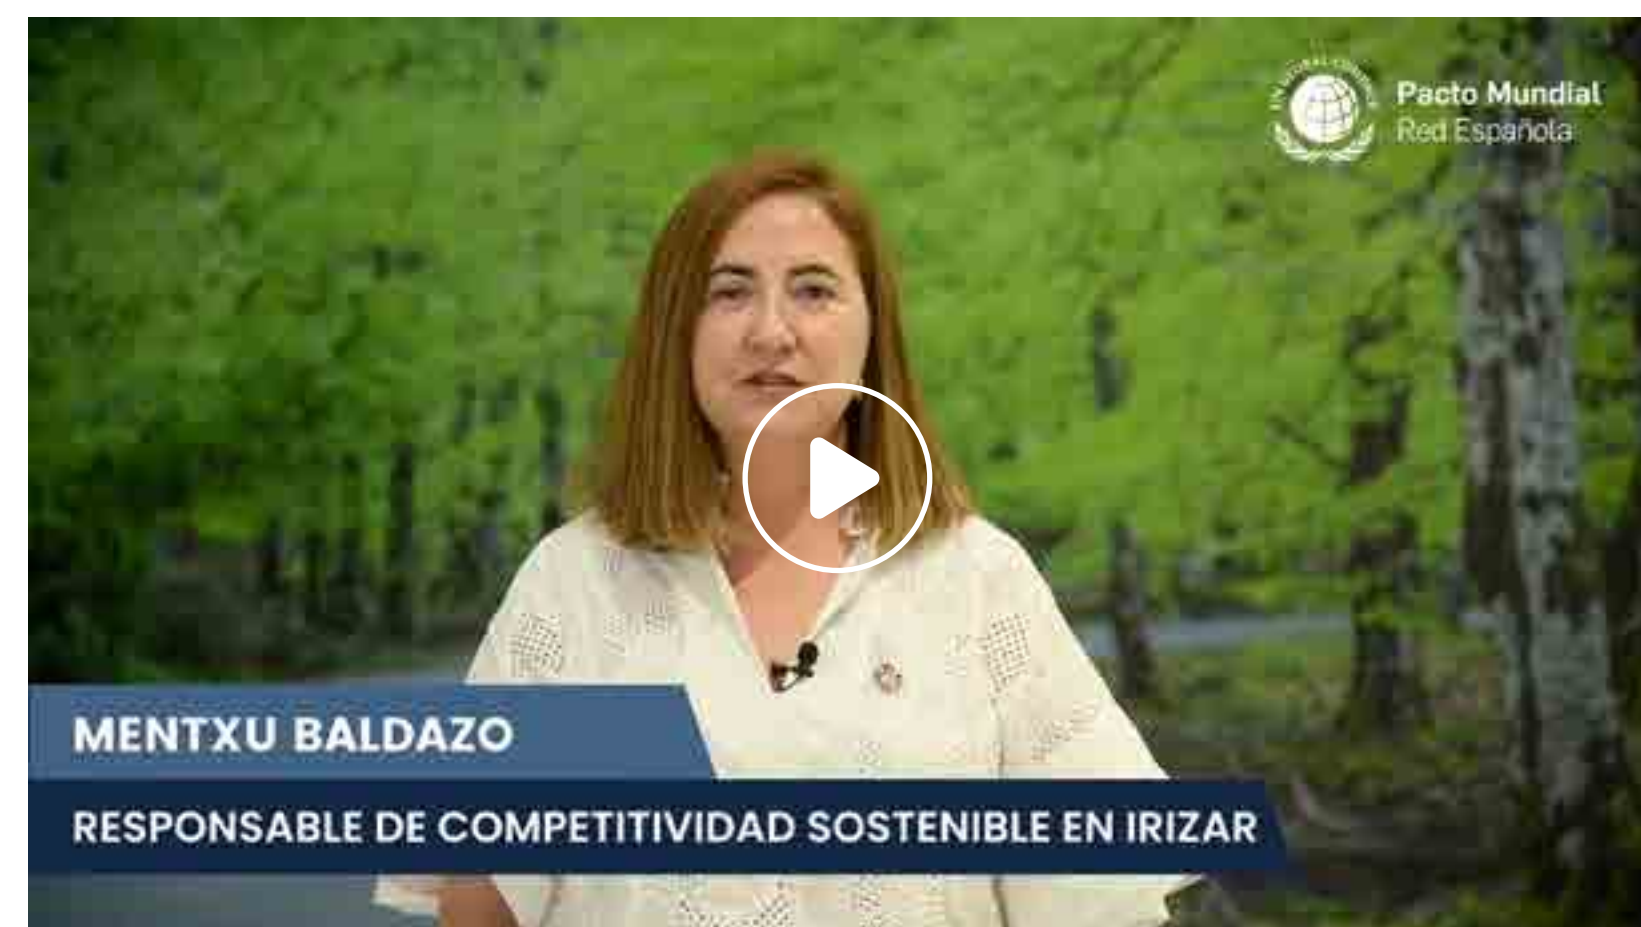 Pacto Mundial
Red Española
MENTXU BALDAZO
RESPONSABLE DE COMPETITIVIDAD SOSTENIBLE EN IRIZAR